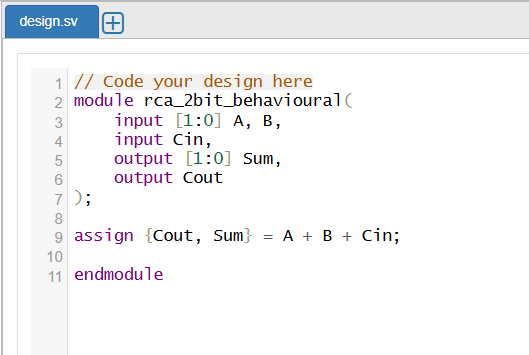 design.sv +
1 // Code your design here
2 module rca_2bit_behavioural(
3     input [1:0] A, B,
4     input Cin,
5     output [1:0] Sum,
6     output Cout
7 );
8
9 assign {Cout, Sum} = A + B + Cin;
10
11 endmodule